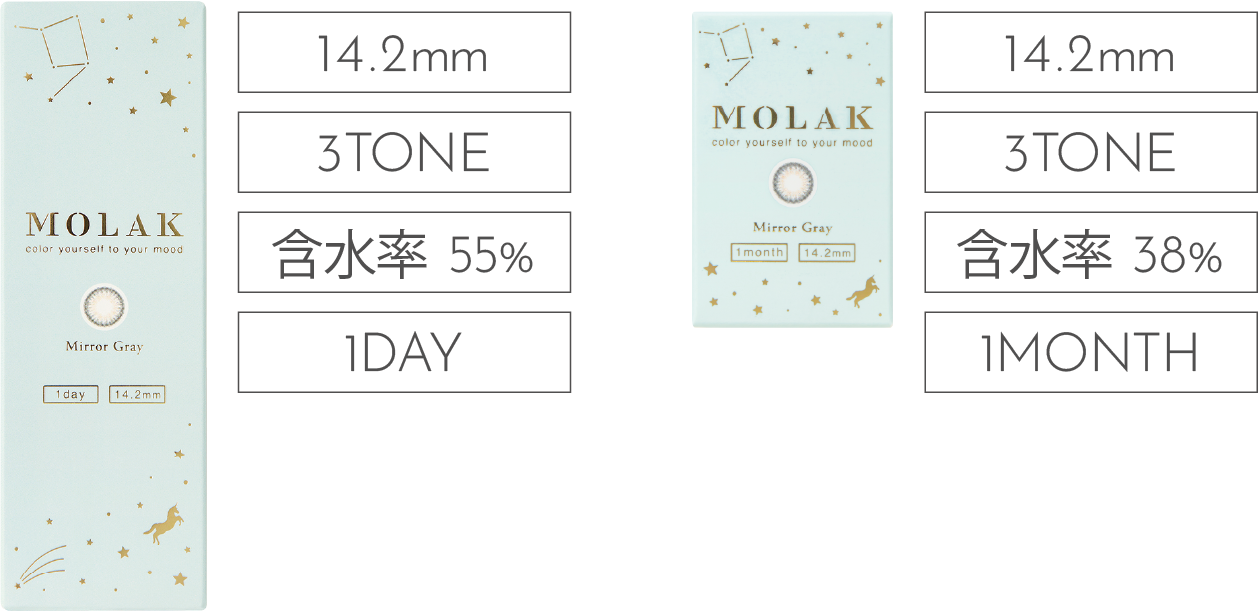 MOLAK
color yourself to your mood
Mirror Gray
1day 14.2mm
14.2mm
3TONE
含水率 55%
1DAY
MOLAK
color yourself to your mood
Mirror Gray
1month 14.2mm
14.2mm
3TONE
含水率 38%
1MONTH